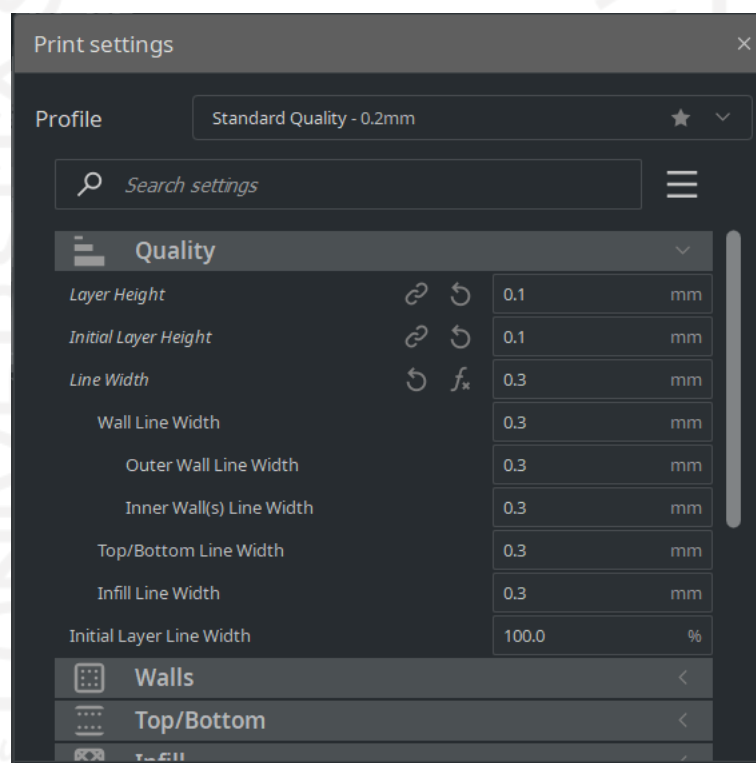 Print settings
Profile Standard Quality - 0.2mm
Search settings
Quality
Layer Height 0.1 mm
Initial Layer Height 0.1 mm
Line Width 0.3 mm
Wall Line Width 0.3 mm
Outer Wall Line Width 0.3 mm
Inner Wall(s) Line Width 0.3 mm
Top/Bottom Line Width 0.3 mm
Infill Line Width 0.3 mm
Initial Layer Line Width 100.0 %
Walls
Top/Bottom
Infill